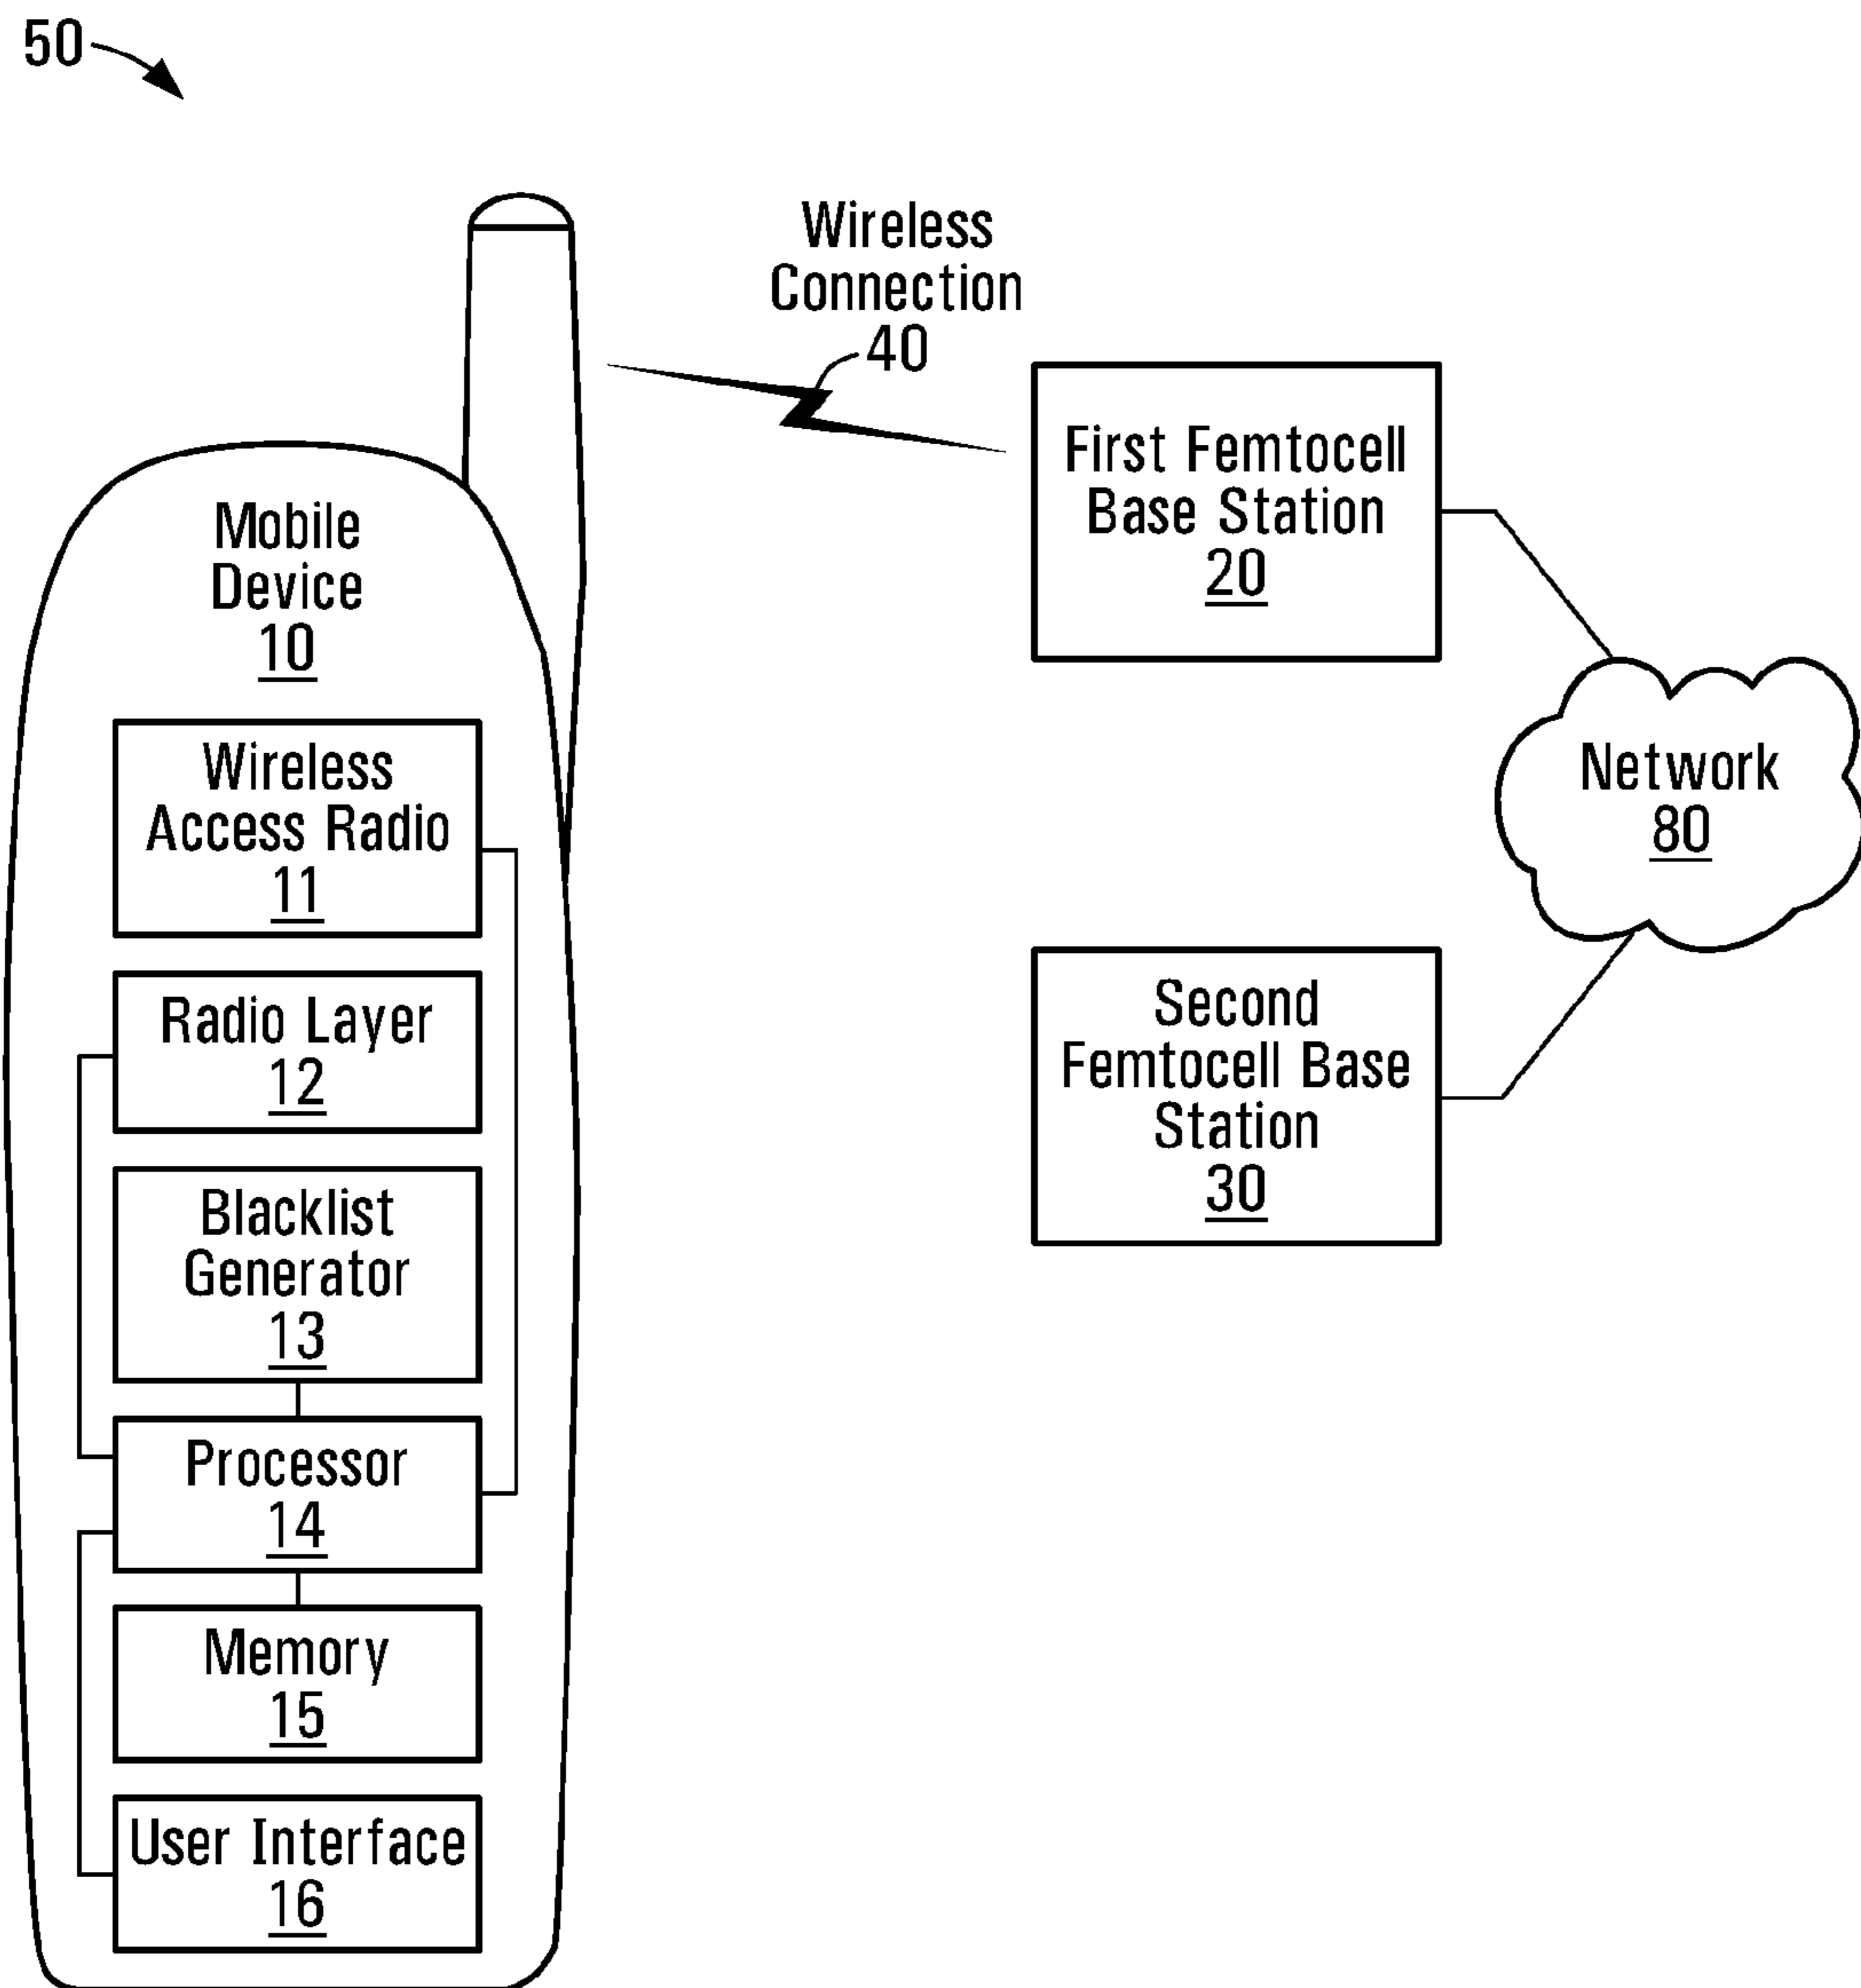 50
Wireless
Connection
40
First Femtocell
Base Station
20
Mobile
Device
10
Network
80
Wireless
Access Radio
11
Radio Layer
12
Second
Femtocell Base
Station
30
Blacklist
Generator
13
Processor
14
Memory
15
User Interface
16